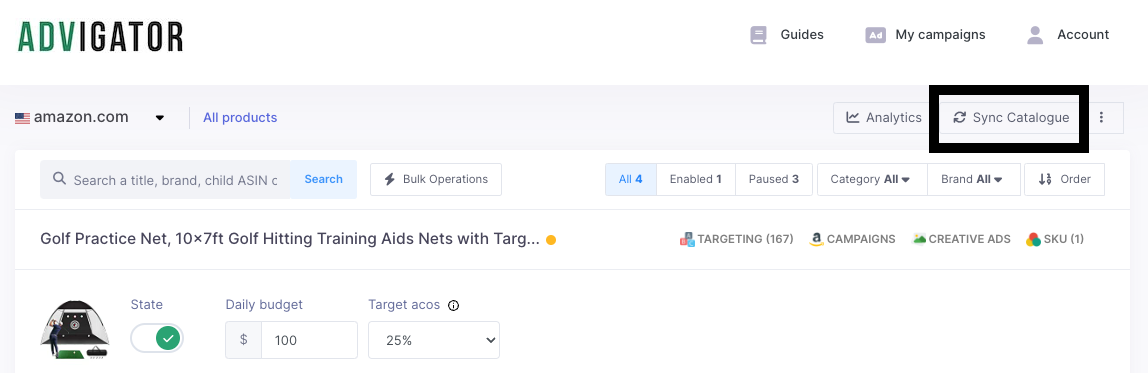 ADVIGATOR
Guides
Ad My campaigns
Account
amazon.com
All products
Analytics
Sync Catalogue
Search a title, brand, child ASIN c
Search
Bulk Operations
All 4
Enabled 1
Paused 3
Category All
Brand All
Order
Golf Practice Net, 10x7ft Golf Hitting Training Aids Nets with Targ...
TARGETING (167)
CAMPAIGNS
CREATIVE ADS
SKU (1)
State
Daily budget
Target acos
$ 100
25%